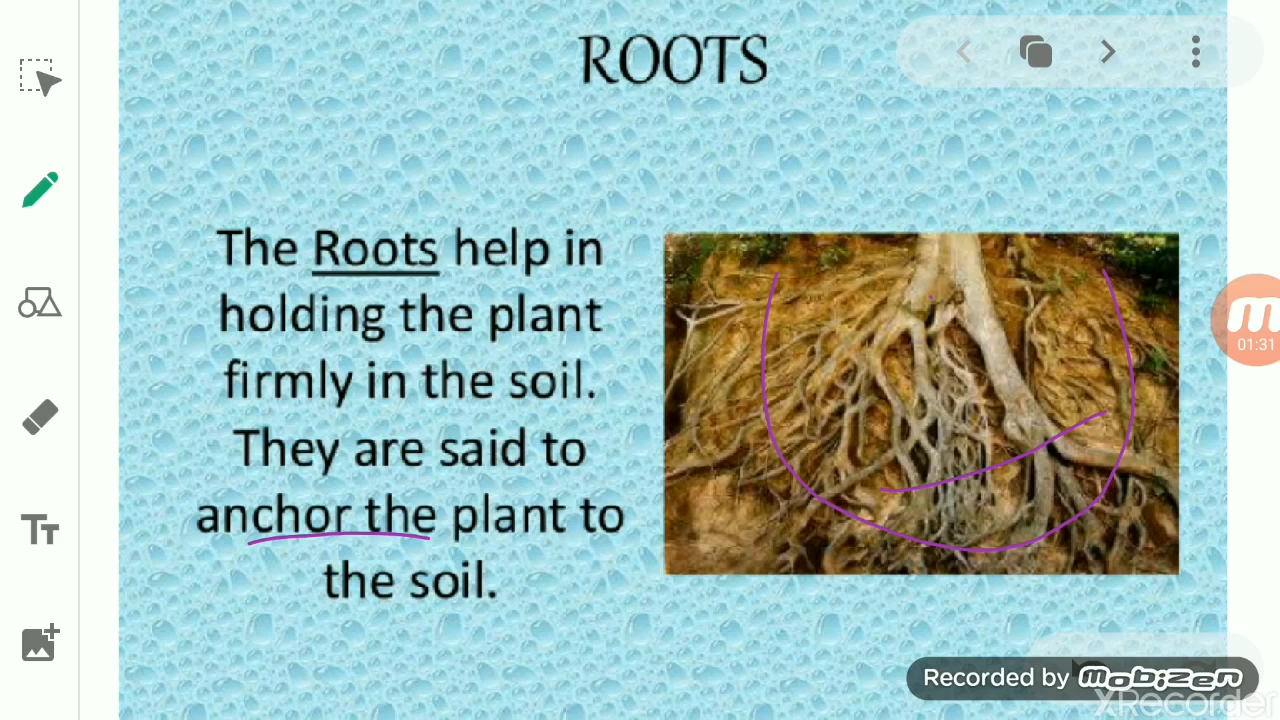 ROOTS
The Roots help in
holding the plant
firmly in the soil.
They are said to
anchor the plant to
the soil.
01:31
Recorded by mobizen
XRecorder
TT